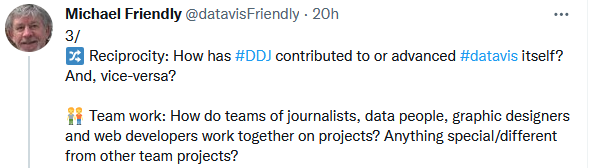 Michael Friendly @datavisFriendly · 20h
3/
🔀 Reciprocity: How has #DDJ contributed to or advanced #datavis itself?
And, vice-versa?
👬 Team work: How do teams of journalists, data people, graphic designers
and web developers work together on projects? Anything special/different
from other team projects?